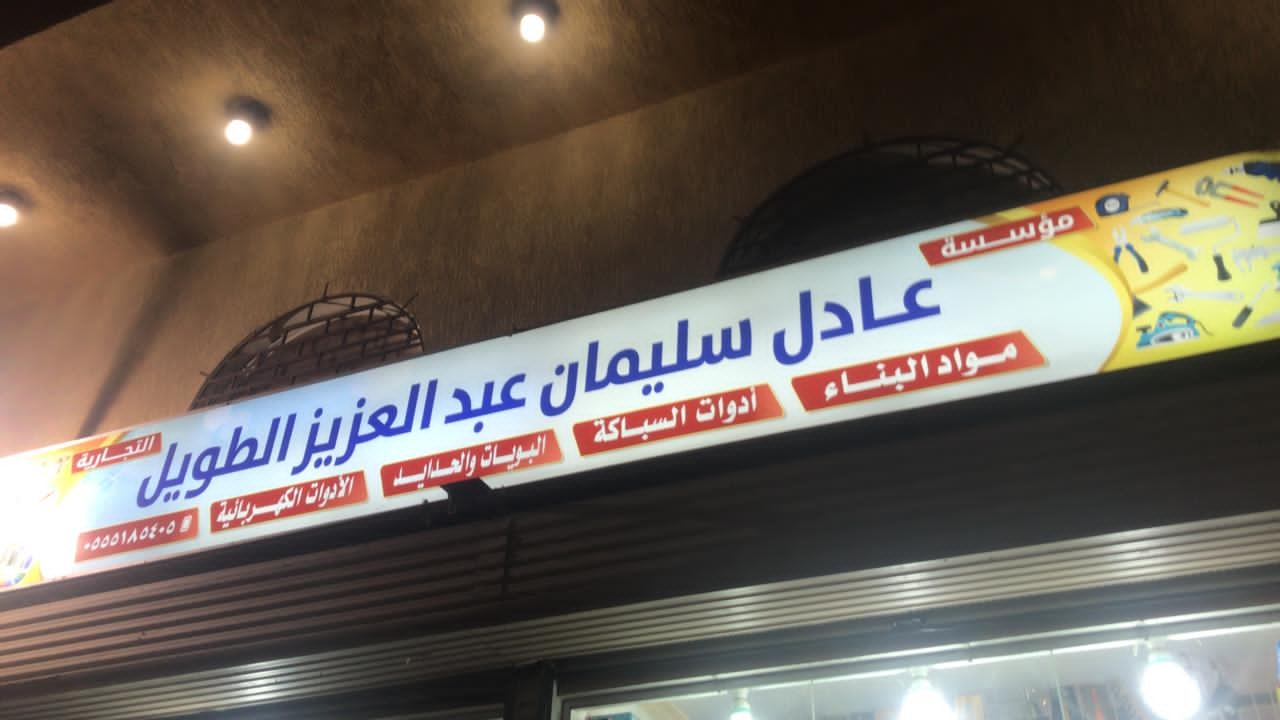 مؤسسة
عادل سليمان عبد العزيز الطويل
التجارية
مواد البناء أدوات السباكة البويات والحدايد الأدوات الكهربائية
٠٥٥٥١٨٥٤٠٥